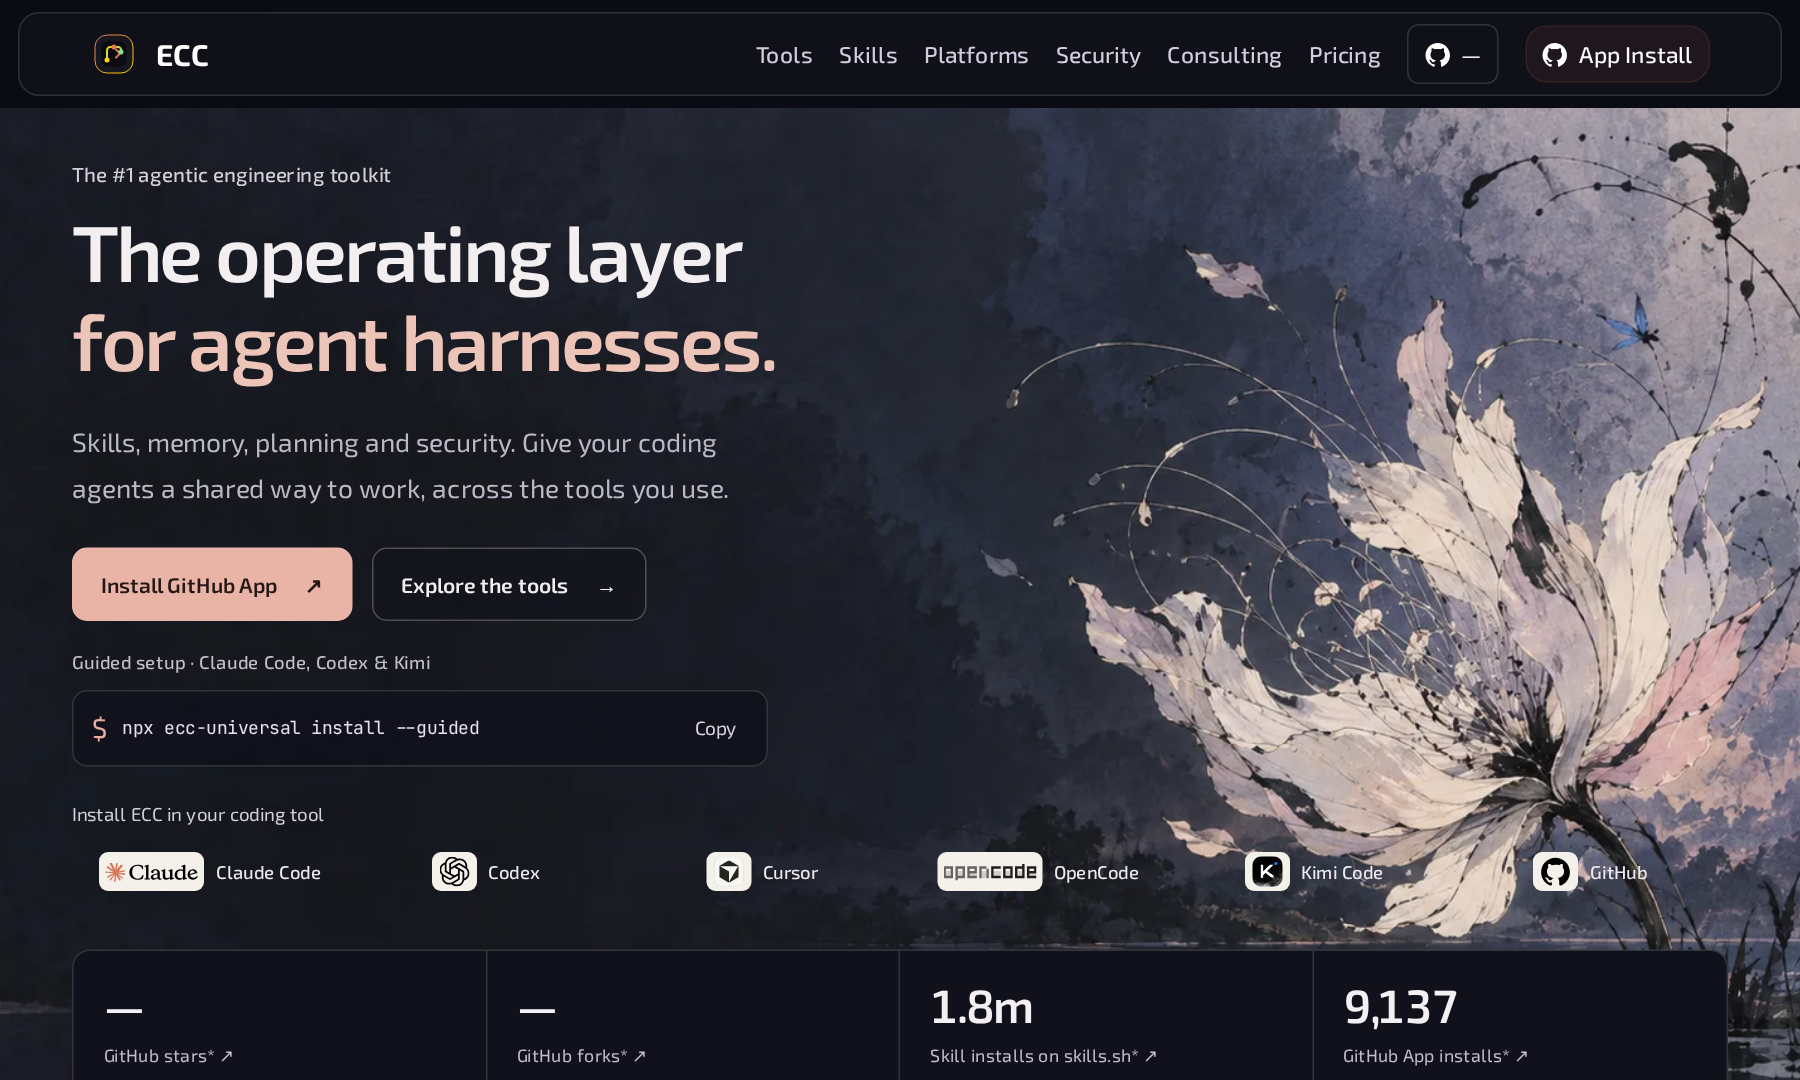 ECC
Tools Skills Platforms Security Consulting Pricing — App Install
The #1 agentic engineering toolkit
The operating layer
for agent harnesses.
Skills, memory, planning and security. Give your coding
agents a shared way to work, across the tools you use.
Install GitHub App ↗ Explore the tools →
Guided setup · Claude Code, Codex & Kimi
$ npx ecc-universal install --guided Copy
Install ECC in your coding tool
Claude Claude Code Codex Cursor opencode OpenCode K Kimi Code GitHub
— — 1.8m 9,137
GitHub stars* ↗ GitHub forks* ↗ Skill installs on skills.sh* ↗ GitHub App installs* ↗